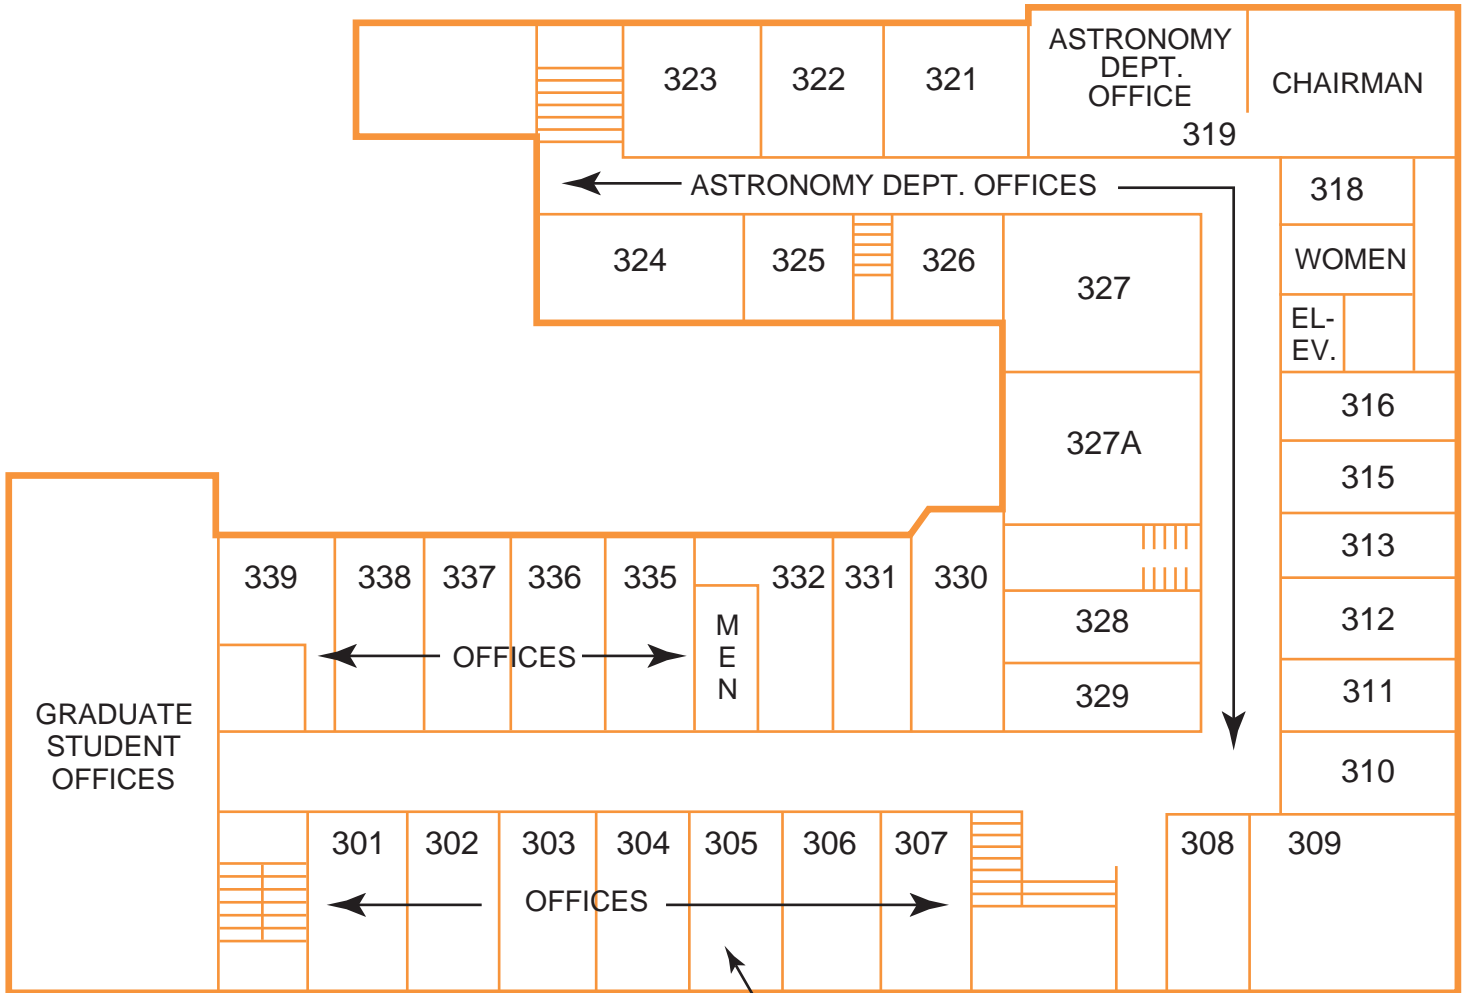 ASTRONOMY
DEPT.
OFFICE
CHAIRMAN
323
322
321
319
ASTRONOMY DEPT. OFFICES
318
324
325
326
327
WOMEN
EL-
EV.
316
327A
315
313
339
338
337
336
335
332
331
330
328
312
OFFICES
M
E
N
329
311
GRADUATE
STUDENT
OFFICES
310
301
302
303
304
305
306
307
308
309
OFFICES